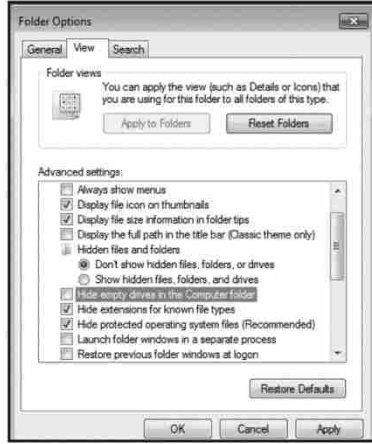 Folder Options
General View Search
Folder views
You can apply the view (such as Details or Icons) that
you are using for this folder to all folders of this type.
Apply to Folders Reset Folders
Advanced settings:
Always show menus
Display file icon on thumbnails
Display file size information in folder tips
Display the full path in the title bar (Classic theme only)
Hidden files and folders
Don't show hidden files, folders, or drives
Show hidden files, folders, and drives
Hide empty drives in the Computer folder
Hide extensions for known file types
Hide protected operating system files (Recommended)
Launch folder windows in a separate process
Restore previous folder windows at logon
Restore Defaults
OK Cancel Apply